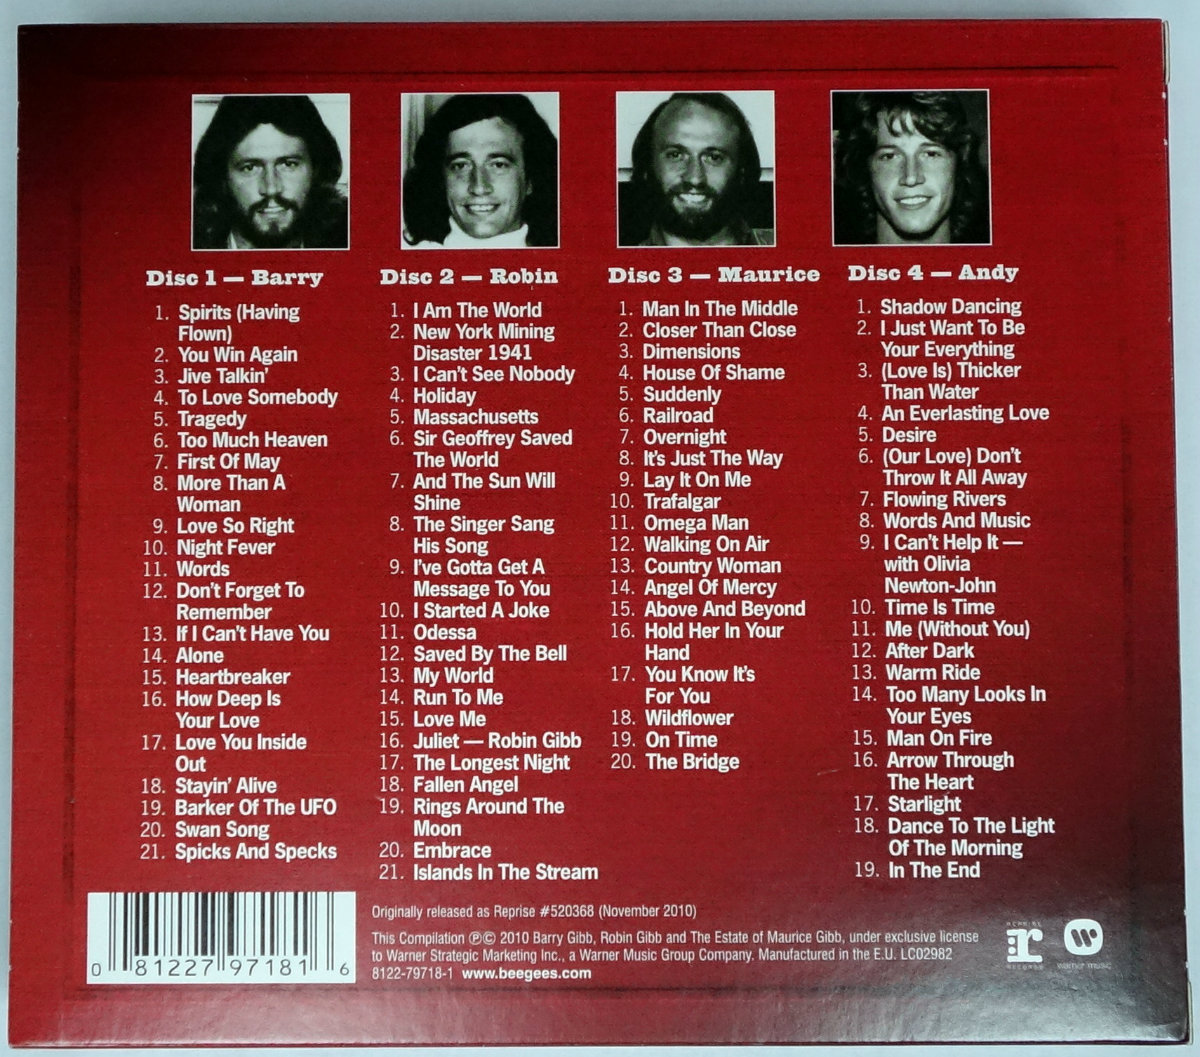 Disc 1 — Barry
1. Spirits (Having
Flown)
2. You Win Again
3. Jive Talkin'
4. To Love Somebody
5. Tragedy
6. Too Much Heaven
7. First Of May
8. More Than A
Woman
9. Love So Right
10. Night Fever
11. Words
12. Don't Forget To
Remember
13. If I Can't Have You
14. Alone
15. Heartbreaker
16. How Deep Is
Your Love
17. Love You Inside
Out
18. Stayin' Alive
19. Barker Of The UFO
20. Swan Song
21. Spicks And Specks
Disc 2 — Robin
1. I Am The World
2. New York Mining
Disaster 1941
3. I Can't See Nobody
4. Holiday
5. Massachusetts
6. Sir Geoffrey Saved
The World
7. And The Sun Will
Shine
8. The Singer Sang
His Song
9. I've Gotta Get A
Message To You
10. I Started A Joke
11. Odessa
12. Saved By The Bell
13. My World
14. Run To Me
15. Love Me
16. Juliet — Robin Gibb
17. The Longest Night
18. Fallen Angel
19. Rings Around The
Moon
20. Embrace
21. Islands In The Stream
Disc 3 — Maurice
1. Man In The Middle
2. Closer Than Close
3. Dimensions
4. House Of Shame
5. Suddenly
6. Railroad
7. Overnight
8. It's Just The Way
9. Lay It On Me
10. Trafalgar
11. Omega Man
12. Walking On Air
13. Country Woman
14. Angel Of Mercy
15. Above And Beyond
16. Hold Her In Your
Hand
17. You Know It's
For You
18. Wildflower
19. On Time
20. The Bridge
Disc 4 — Andy
1. Shadow Dancing
2. I Just Want To Be
Your Everything
3. (Love Is) Thicker
Than Water
4. An Everlasting Love
5. Desire
6. (Our Love) Don't
Throw It All Away
7. Flowing Rivers
8. Words And Music
9. I Can't Help It —
with Olivia
Newton-John
10. Time Is Time
11. Me (Without You)
12. After Dark
13. Warm Ride
14. Too Many Looks In
Your Eyes
15. Man On Fire
16. Arrow Through
The Heart
17. Starlight
18. Dance To The Light
Of The Morning
19. In The End
0 81227 97181 6
Originally released as Reprise #520368 (November 2010)
This Compilation ℗© 2010 Barry Gibb, Robin Gibb and The Estate of Maurice Gibb, under exclusive license
to Warner Strategic Marketing Inc., a Warner Music Group Company. Manufactured in the E.U. LC02982
8122-79718-1 www.beegees.com
REPRISE
r
RECORDS
warner music